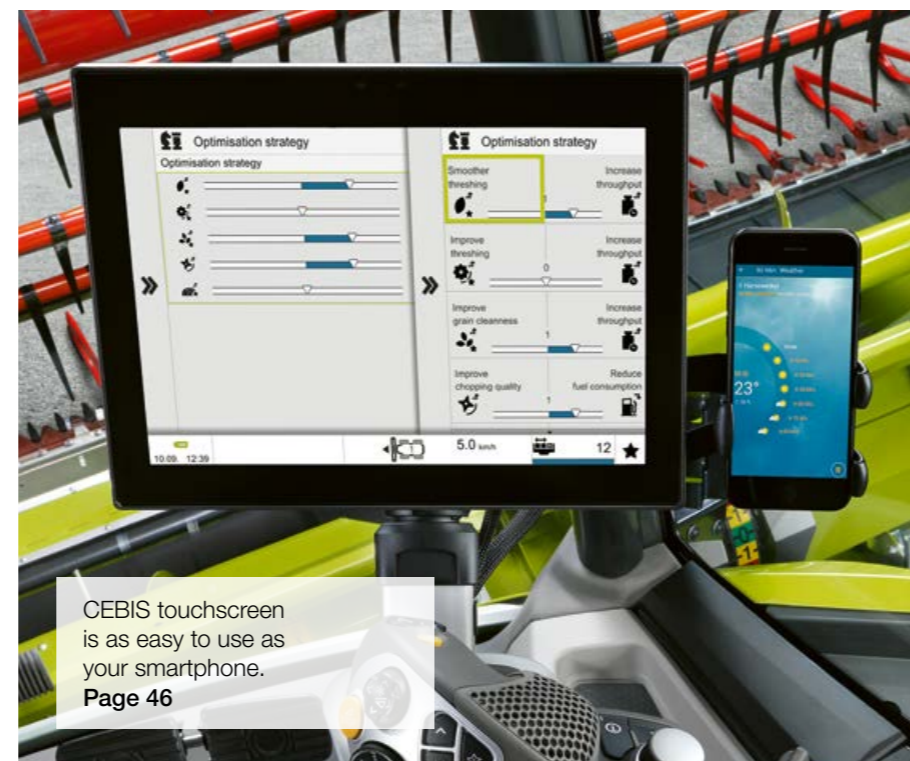 Optimisation strategy
Optimisation strategy
Optimisation strategy
Smoother
threshing
Increase
throughput
Improve
threshing
Increase
throughput
0
Improve
grain cleanness
Increase
throughput
1
Improve
chopping quality
Reduce
fuel consumption
1
10.09. 12:39
5.0 km/h
12
Weather
23°
CEBIS touchscreen
is as easy to use as
your smartphone.
Page 46